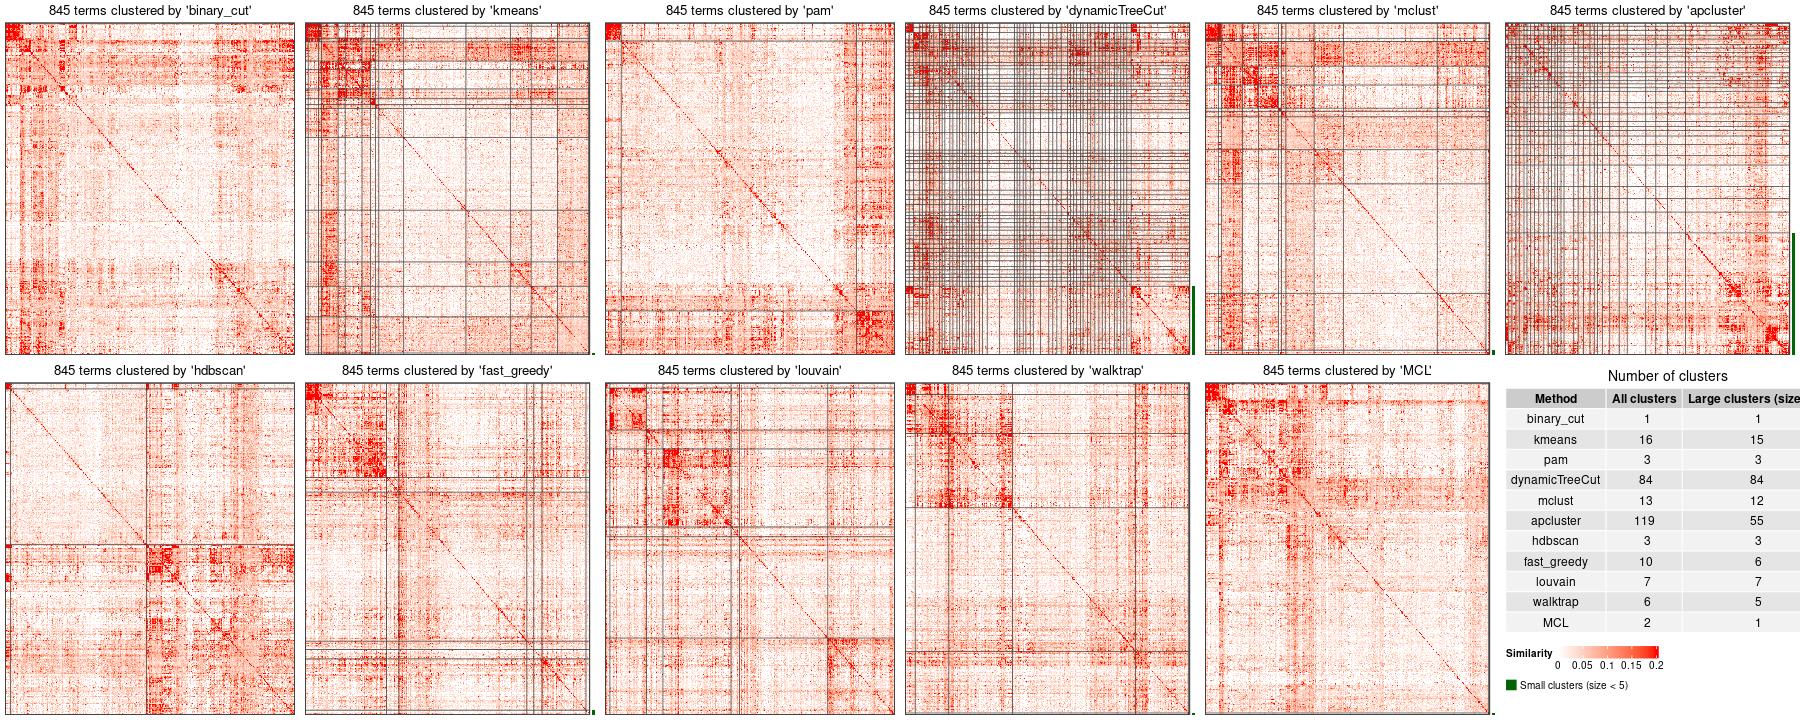 845 terms clustered by 'binary_cut'
845 terms clustered by 'kmeans'
845 terms clustered by 'pam'
845 terms clustered by 'dynamicTreeCut'
845 terms clustered by 'mclust'
845 terms clustered by 'apcluster'
845 terms clustered by 'hdbscan'
845 terms clustered by 'fast_greedy'
845 terms clustered by 'louvain'
845 terms clustered by 'walktrap'
845 terms clustered by 'MCL'
Number of clusters
Method All clusters Large clusters (size
binary_cut 1 1
kmeans 16 15
pam 3 3
dynamicTreeCut 84 84
mclust 13 12
apcluster 119 55
hdbscan 3 3
fast_greedy 10 6
louvain 7 7
walktrap 6 5
MCL 2 1
Similarity
0 0.05 0.1 0.15 0.2
Small clusters (size < 5)